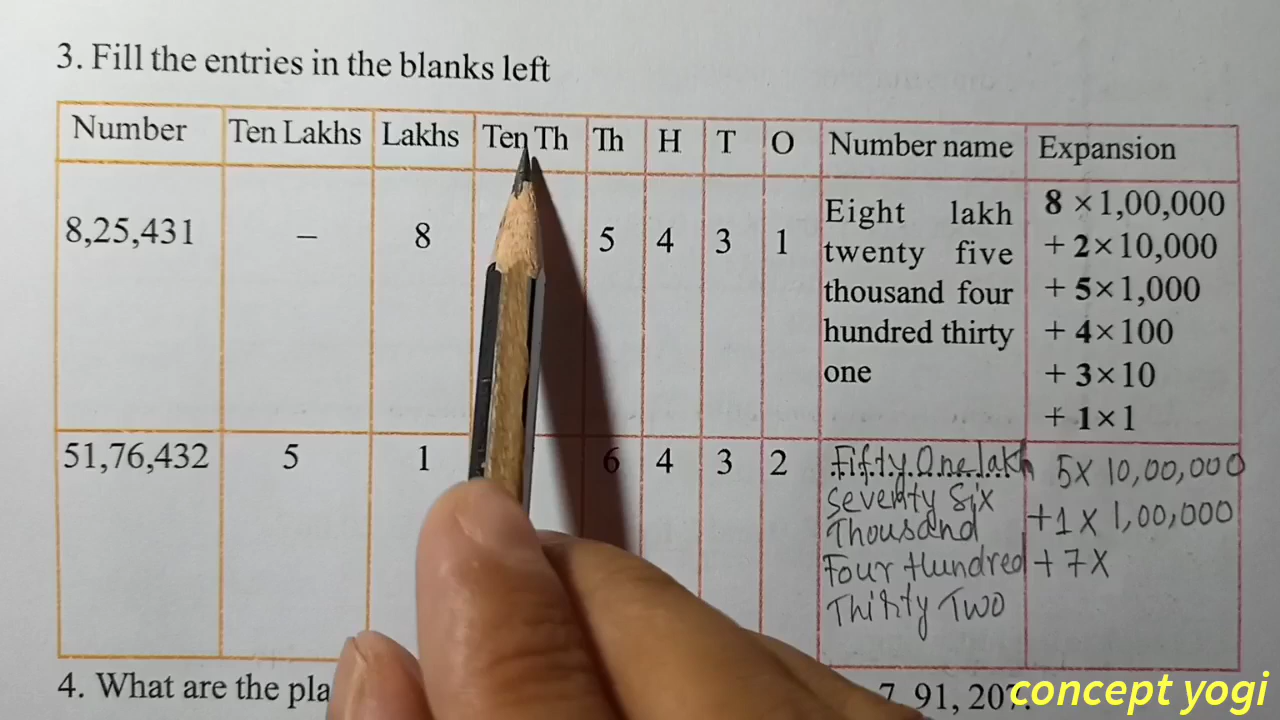 3. Fill the entries in the blanks left
Number Ten Lakhs Lakhs Ten Th Th H T O Number name Expansion
8,25,431 – 8 5 4 3 1
Eight lakh
twenty five
thousand four
hundred thirty
one
8 × 1,00,000
+ 2 × 10,000
+ 5 × 1,000
+ 4 × 100
+ 3 × 10
+ 1 × 1
51,76,432 5 1 6 4 3 2
Fifty One lakh
Seventy Six
Thousand
Four Hundred
Thirty Two
5 X 10,00,000
+1 X 1,00,000
+ 7 X
4. What are the pla
7, 91, 207.
concept yogi